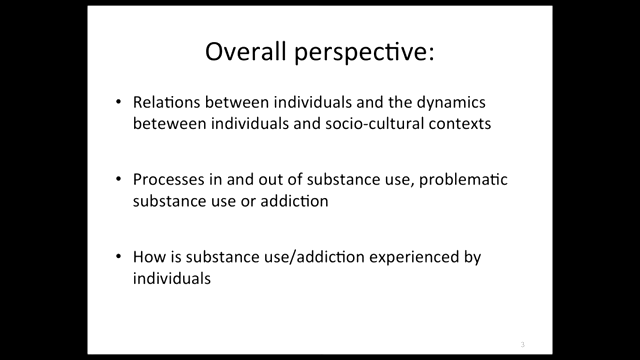 Overall perspective:
• Relations between individuals and the dynamics
beteween individuals and socio-cultural contexts
• Processes in and out of substance use, problematic
substance use or addiction
• How is substance use/addiction experienced by
individuals
3